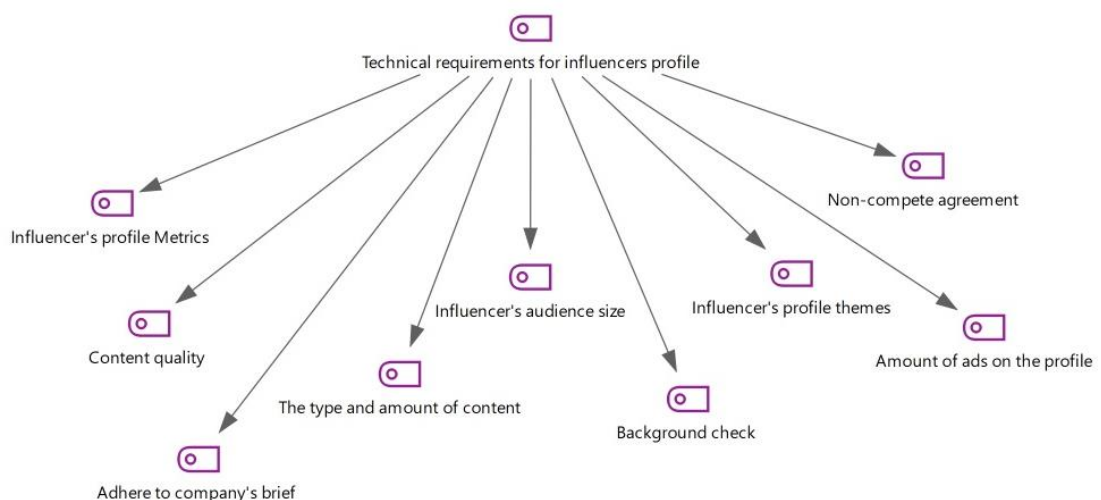 Technical requirements for influencers profile
Non-compete agreement
Influencer's profile Metrics
Influencer's audience size
Influencer's profile themes
Content quality
Amount of ads on the profile
The type and amount of content
Background check
Adhere to company's brief